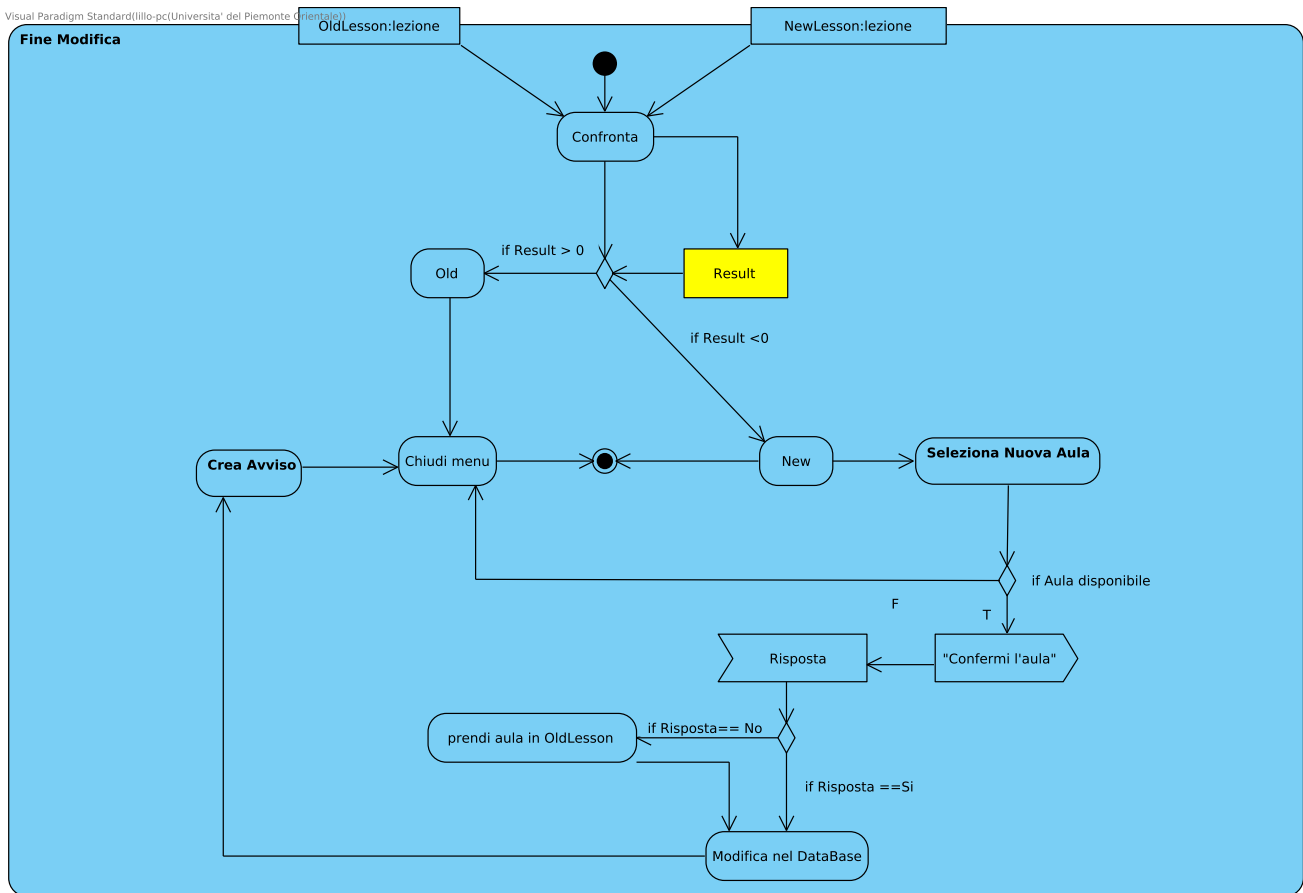 Visual Paradigm Standard(lillo-pc(Universita' del Piemonte Orientale))
OldLesson:lezione
NewLesson:lezione
Fine Modifica
Confronta
if Result > 0
Old
Result
if Result <0
Crea Avviso
Chiudi menu
New
Seleziona Nuova Aula
if Aula disponibile
F
T
Risposta
"Confermi l'aula"
if Risposta== No
prendi aula in OldLesson
if Risposta ==Si
Modifica nel DataBase